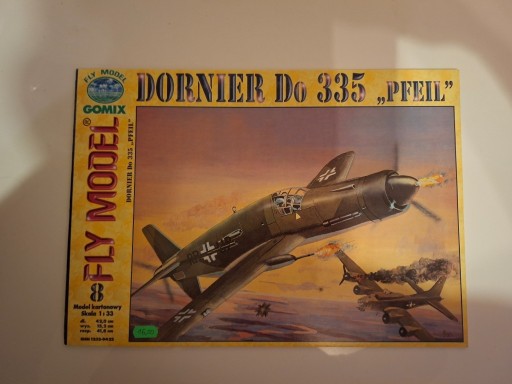 FLY MODEL
GOMIX
DORNIER Do 335 „PFEIL”
DORNIER Do 335 „PFEIL”
FLY MODEL®
8
Model kartonowy
Skala 1:33